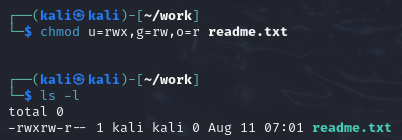 ┌──(kali㉿kali)-[~/work]
└─$ chmod u=rwx,g=rw,o=r readme.txt
┌──(kali㉿kali)-[~/work]
└─$ ls -l
total 0
-rwxrw-r-- 1 kali kali 0 Aug 11 07:01 readme.txt